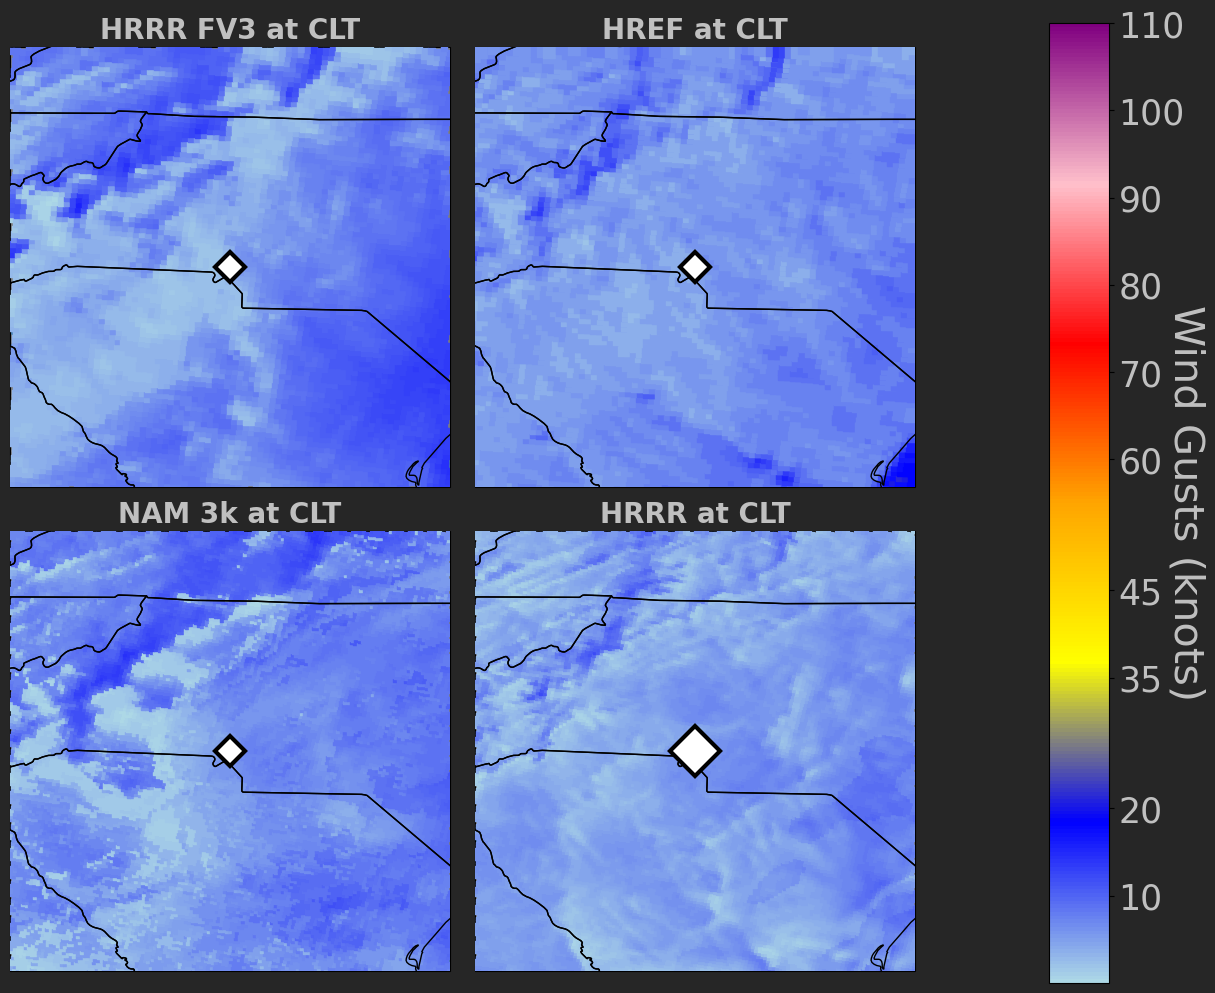 HRRR FV3 at CLT
HREF at CLT
NAM 3k at CLT
HRRR at CLT
110
100
90
80
70
60
45
35
20
10
Wind Gusts (knots)